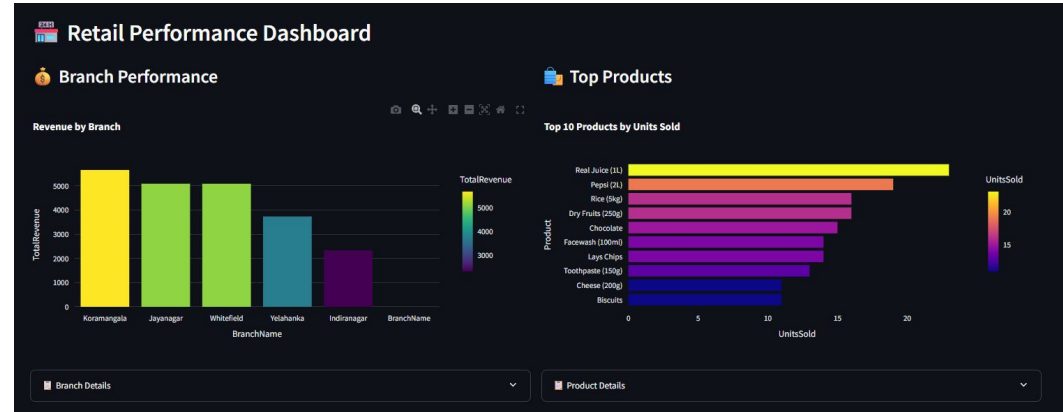 Retail Performance Dashboard
Branch Performance
Revenue by Branch
TotalRevenue
5000
4000
3000
2000
1000
0
Koramangala Jayanagar Whitefield Yelahanka Indiranagar BranchName
BranchName
TotalRevenue
5000
4000
3000
Branch Details
Top Products
Top 10 Products by Units Sold
Product
Real Juice (1L)
Pepsi (2L)
Rice (5kg)
Dry Fruits (250g)
Chocolate
Facewash (100ml)
Lays Chips
Toothpaste (150g)
Cheese (200g)
Biscuits
0 5 10 15 20
UnitsSold
UnitsSold
20
15
Product Details